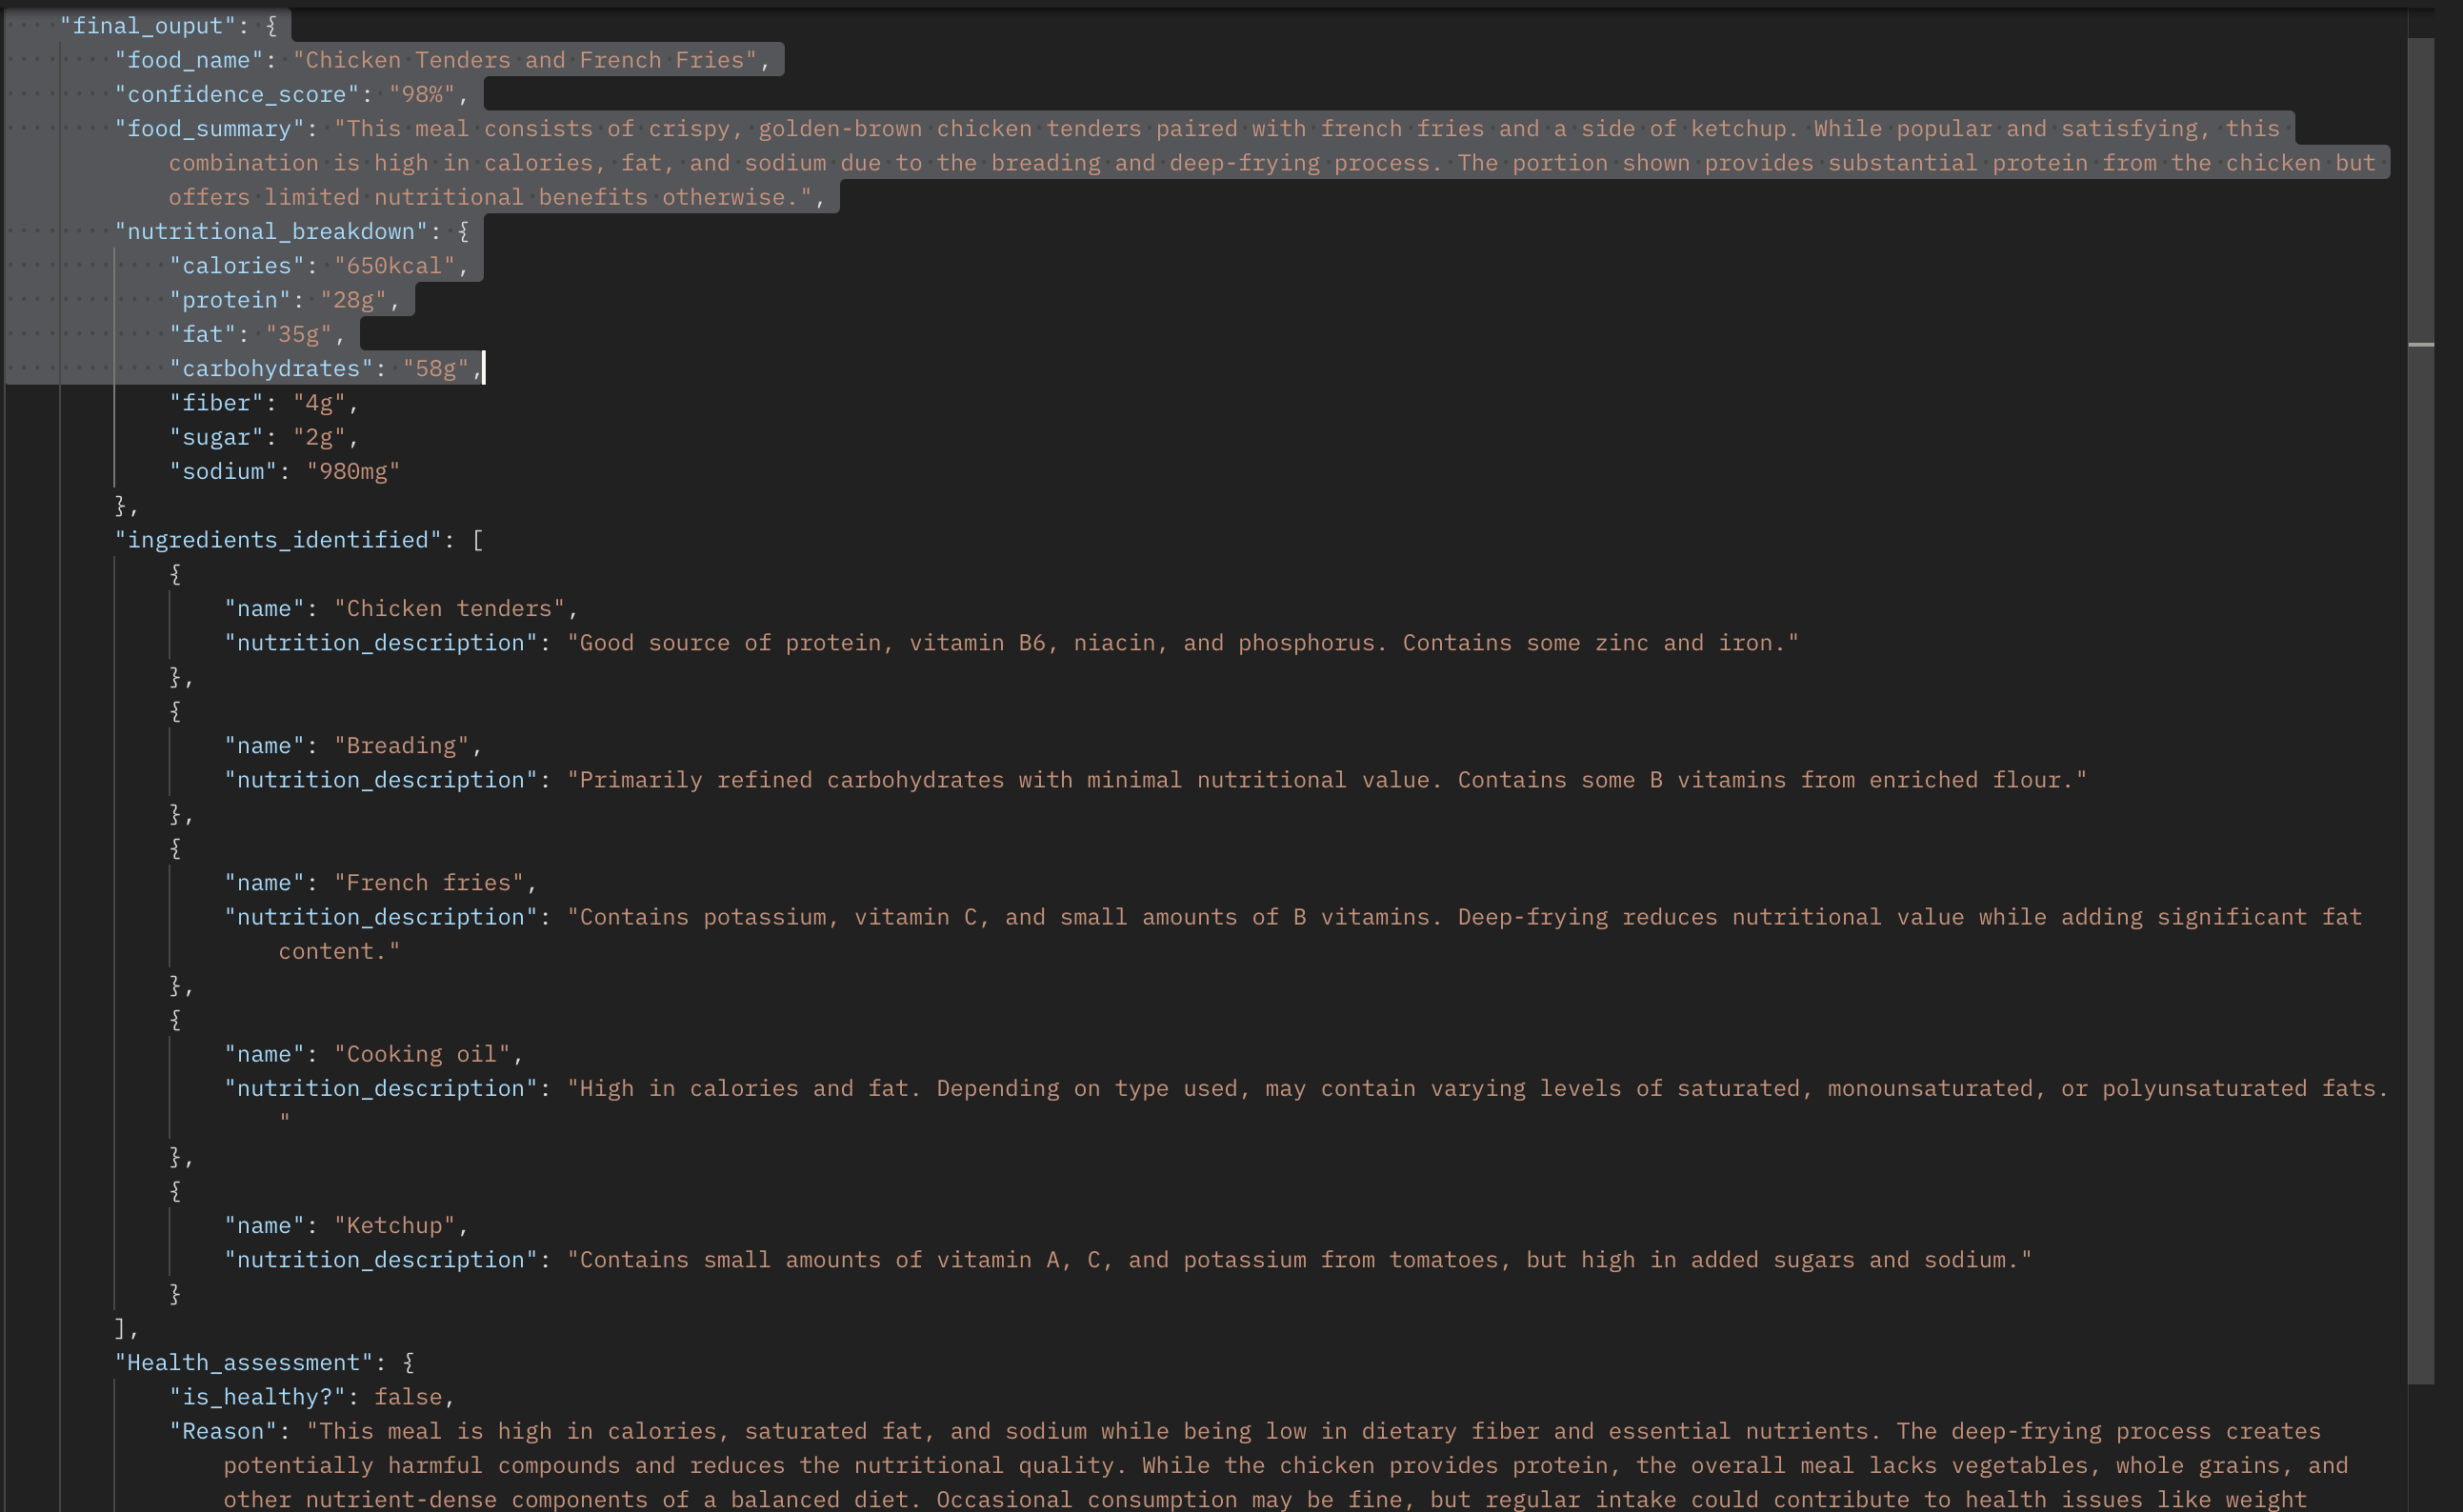 "final_ouput": {
"food_name": "Chicken Tenders and French Fries",
"confidence_score": "98%",
"food_summary": "This meal consists of crispy, golden-brown chicken tenders paired with french fries and a side of ketchup. While popular and satisfying, this
combination is high in calories, fat, and sodium due to the breading and deep-frying process. The portion shown provides substantial protein from the chicken but
offers limited nutritional benefits otherwise.",
"nutritional_breakdown": {
"calories": "650kcal",
"protein": "28g",
"fat": "35g",
"carbohydrates": "58g",
"fiber": "4g",
"sugar": "2g",
"sodium": "980mg"
},
"ingredients_identified": [
{
"name": "Chicken tenders",
"nutrition_description": "Good source of protein, vitamin B6, niacin, and phosphorus. Contains some zinc and iron."
},
{
"name": "Breading",
"nutrition_description": "Primarily refined carbohydrates with minimal nutritional value. Contains some B vitamins from enriched flour."
},
{
"name": "French fries",
"nutrition_description": "Contains potassium, vitamin C, and small amounts of B vitamins. Deep-frying reduces nutritional value while adding significant fat
content."
},
{
"name": "Cooking oil",
"nutrition_description": "High in calories and fat. Depending on type used, may contain varying levels of saturated, monounsaturated, or polyunsaturated fats.
"
},
{
"name": "Ketchup",
"nutrition_description": "Contains small amounts of vitamin A, C, and potassium from tomatoes, but high in added sugars and sodium."
}
],
"Health_assessment": {
"is_healthy?": false,
"Reason": "This meal is high in calories, saturated fat, and sodium while being low in dietary fiber and essential nutrients. The deep-frying process creates
potentially harmful compounds and reduces the nutritional quality. While the chicken provides protein, the overall meal lacks vegetables, whole grains, and
other nutrient-dense components of a balanced diet. Occasional consumption may be fine, but regular intake could contribute to health issues like weight